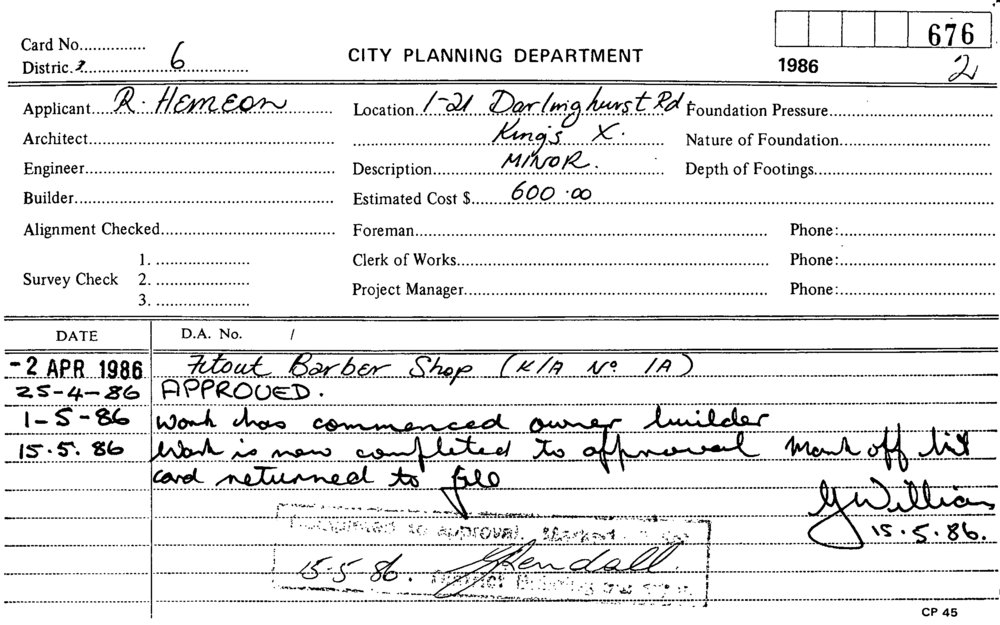 Card No............... 676
Distric.t........ 6 ........ CITY PLANNING DEPARTMENT 1986 2
Applicant R. HEMEON Location 1-21 Darlinghurst Rd Foundation Pressure
Architect Kings X. Nature of Foundation
Engineer Description MINOR. Depth of Footings
Builder Estimated Cost $ 600.00
Alignment Checked Foreman Phone:
1. Clerk of Works Phone:
Survey Check 2.
3. Project Manager Phone:
DATE D.A. No. /
-2 APR 1986 Fitout Barber Shop (K/A No 1A)
25-4-86 APPROVED.
1-5-86 Work has commenced owner builder
15.5.86 Work is now completed to approval Mark off list
card returned to file
G Williams
15.5.86.
to approval. Marked
15-5-86. Kendall.
District Building
CP 45